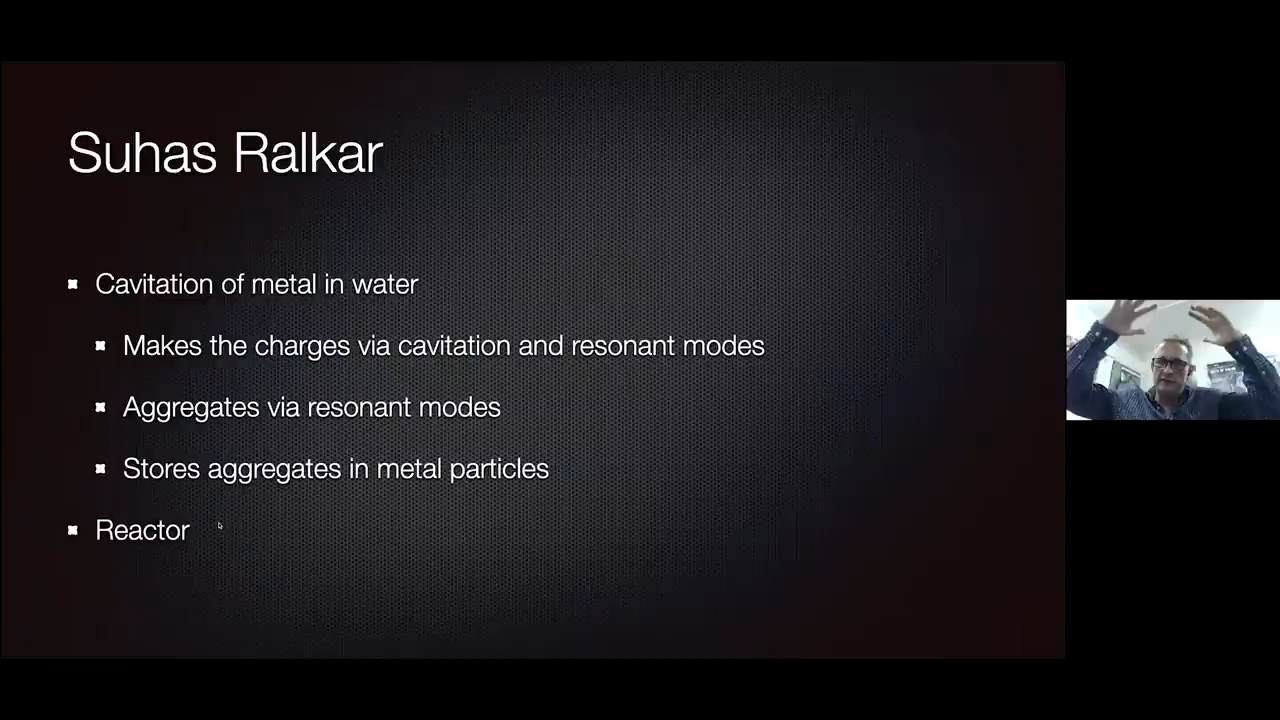 Suhas Ralkar
Cavitation of metal in water
Makes the charges via cavitation and resonant modes
Aggregates via resonant modes
Stores aggregates in metal particles
Reactor